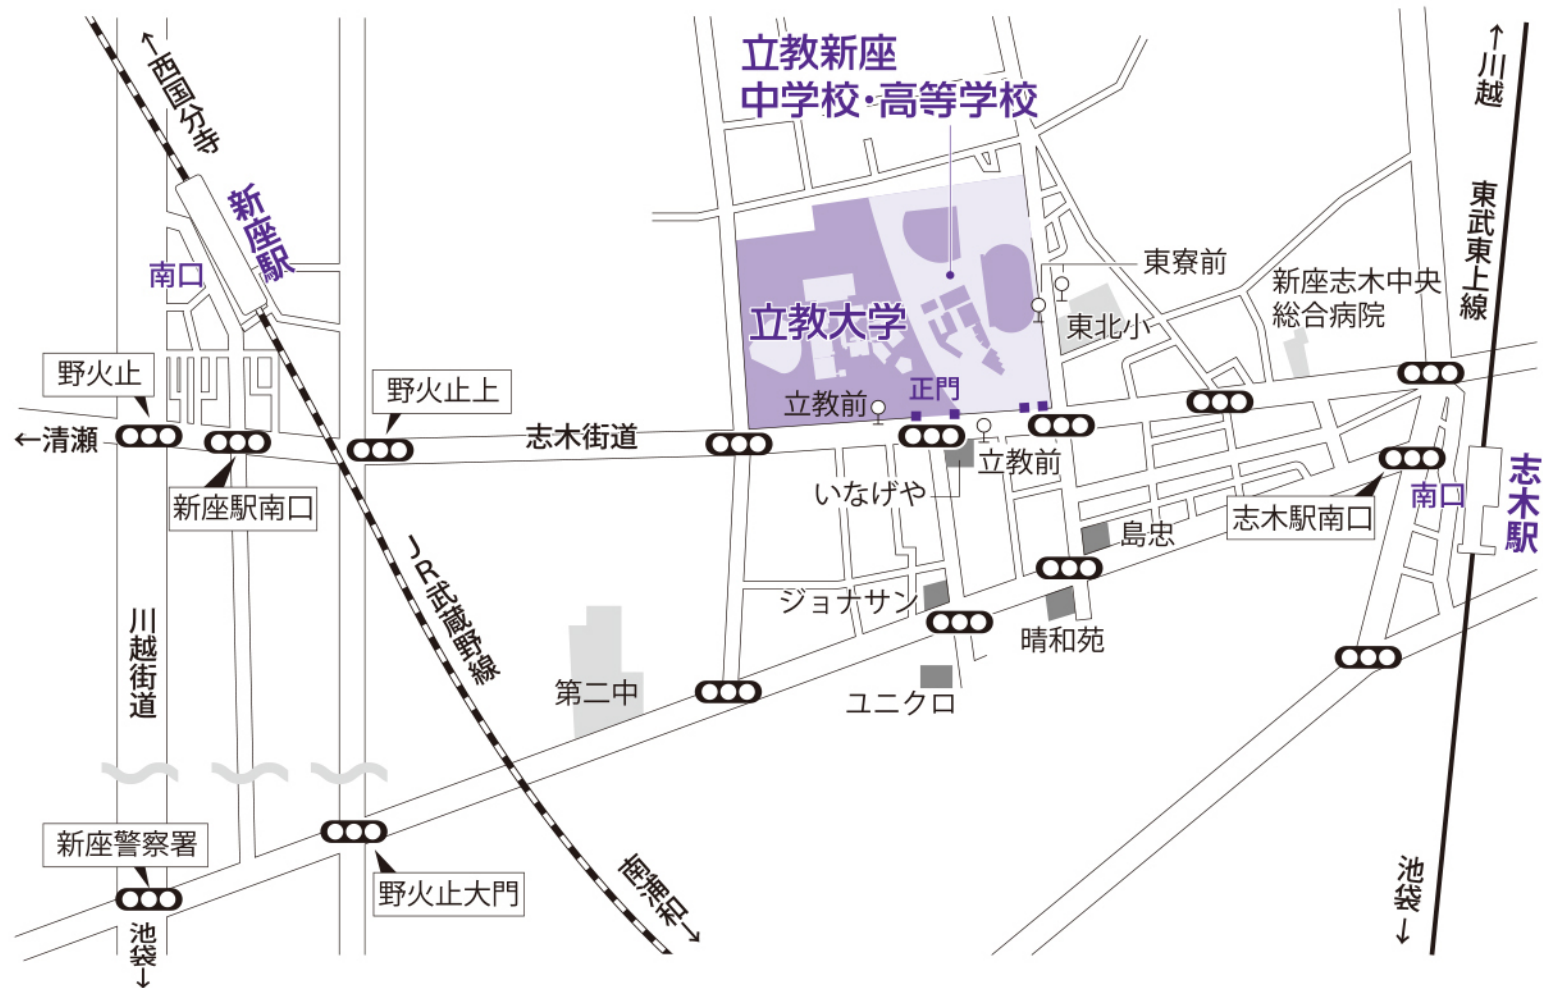 ←西国分寺
新座駅
南口
野火止
←清瀬
新座駅南口
野火止上
志木街道
川越街道
JR武蔵野線
新座警察署
池袋→
野火止大門
南浦和→
第二中
立教新座
中学校・高等学校
立教大学
立教前
正門
立教前
いなげや
ジョナサン
ユニクロ
晴和苑
島忠
東寮前
東北小
新座志木中央
総合病院
←川越
東武東上線
志木駅
南口
志木駅南口
池袋→